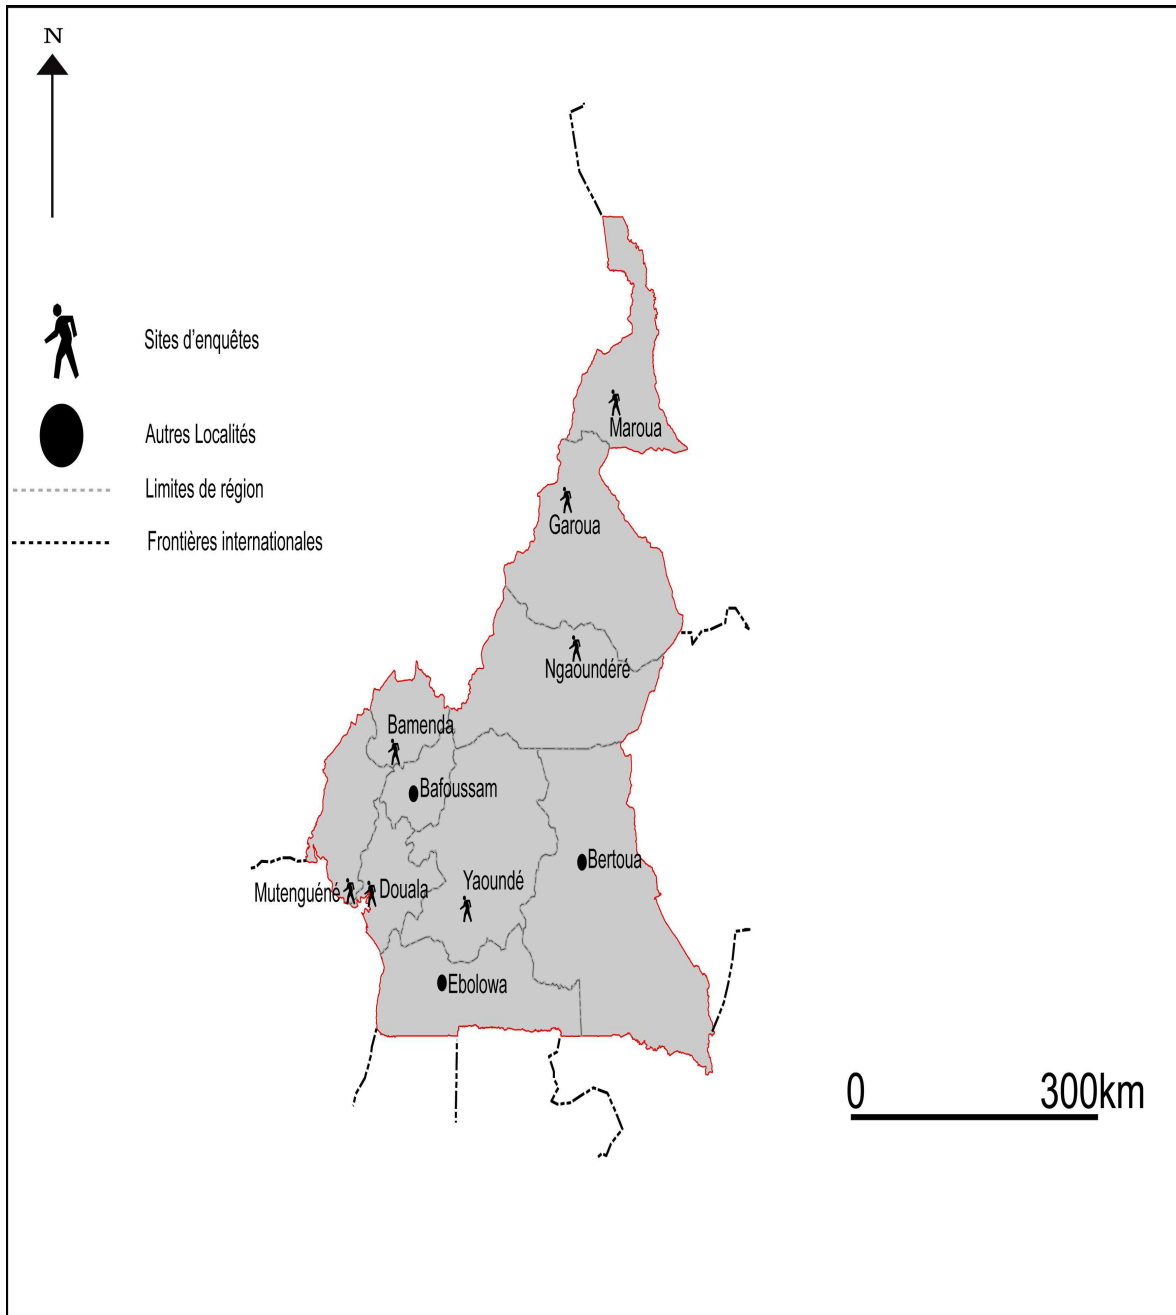 N
Sites d'enquêtes
Autres Localités
Limites de région
Frontières internationales
Maroua
Garoua
Ngaoundéré
Bamenda
Bafoussam
Bertoua
Mutenguéné
Douala
Yaoundé
Ebolowa
0 300km